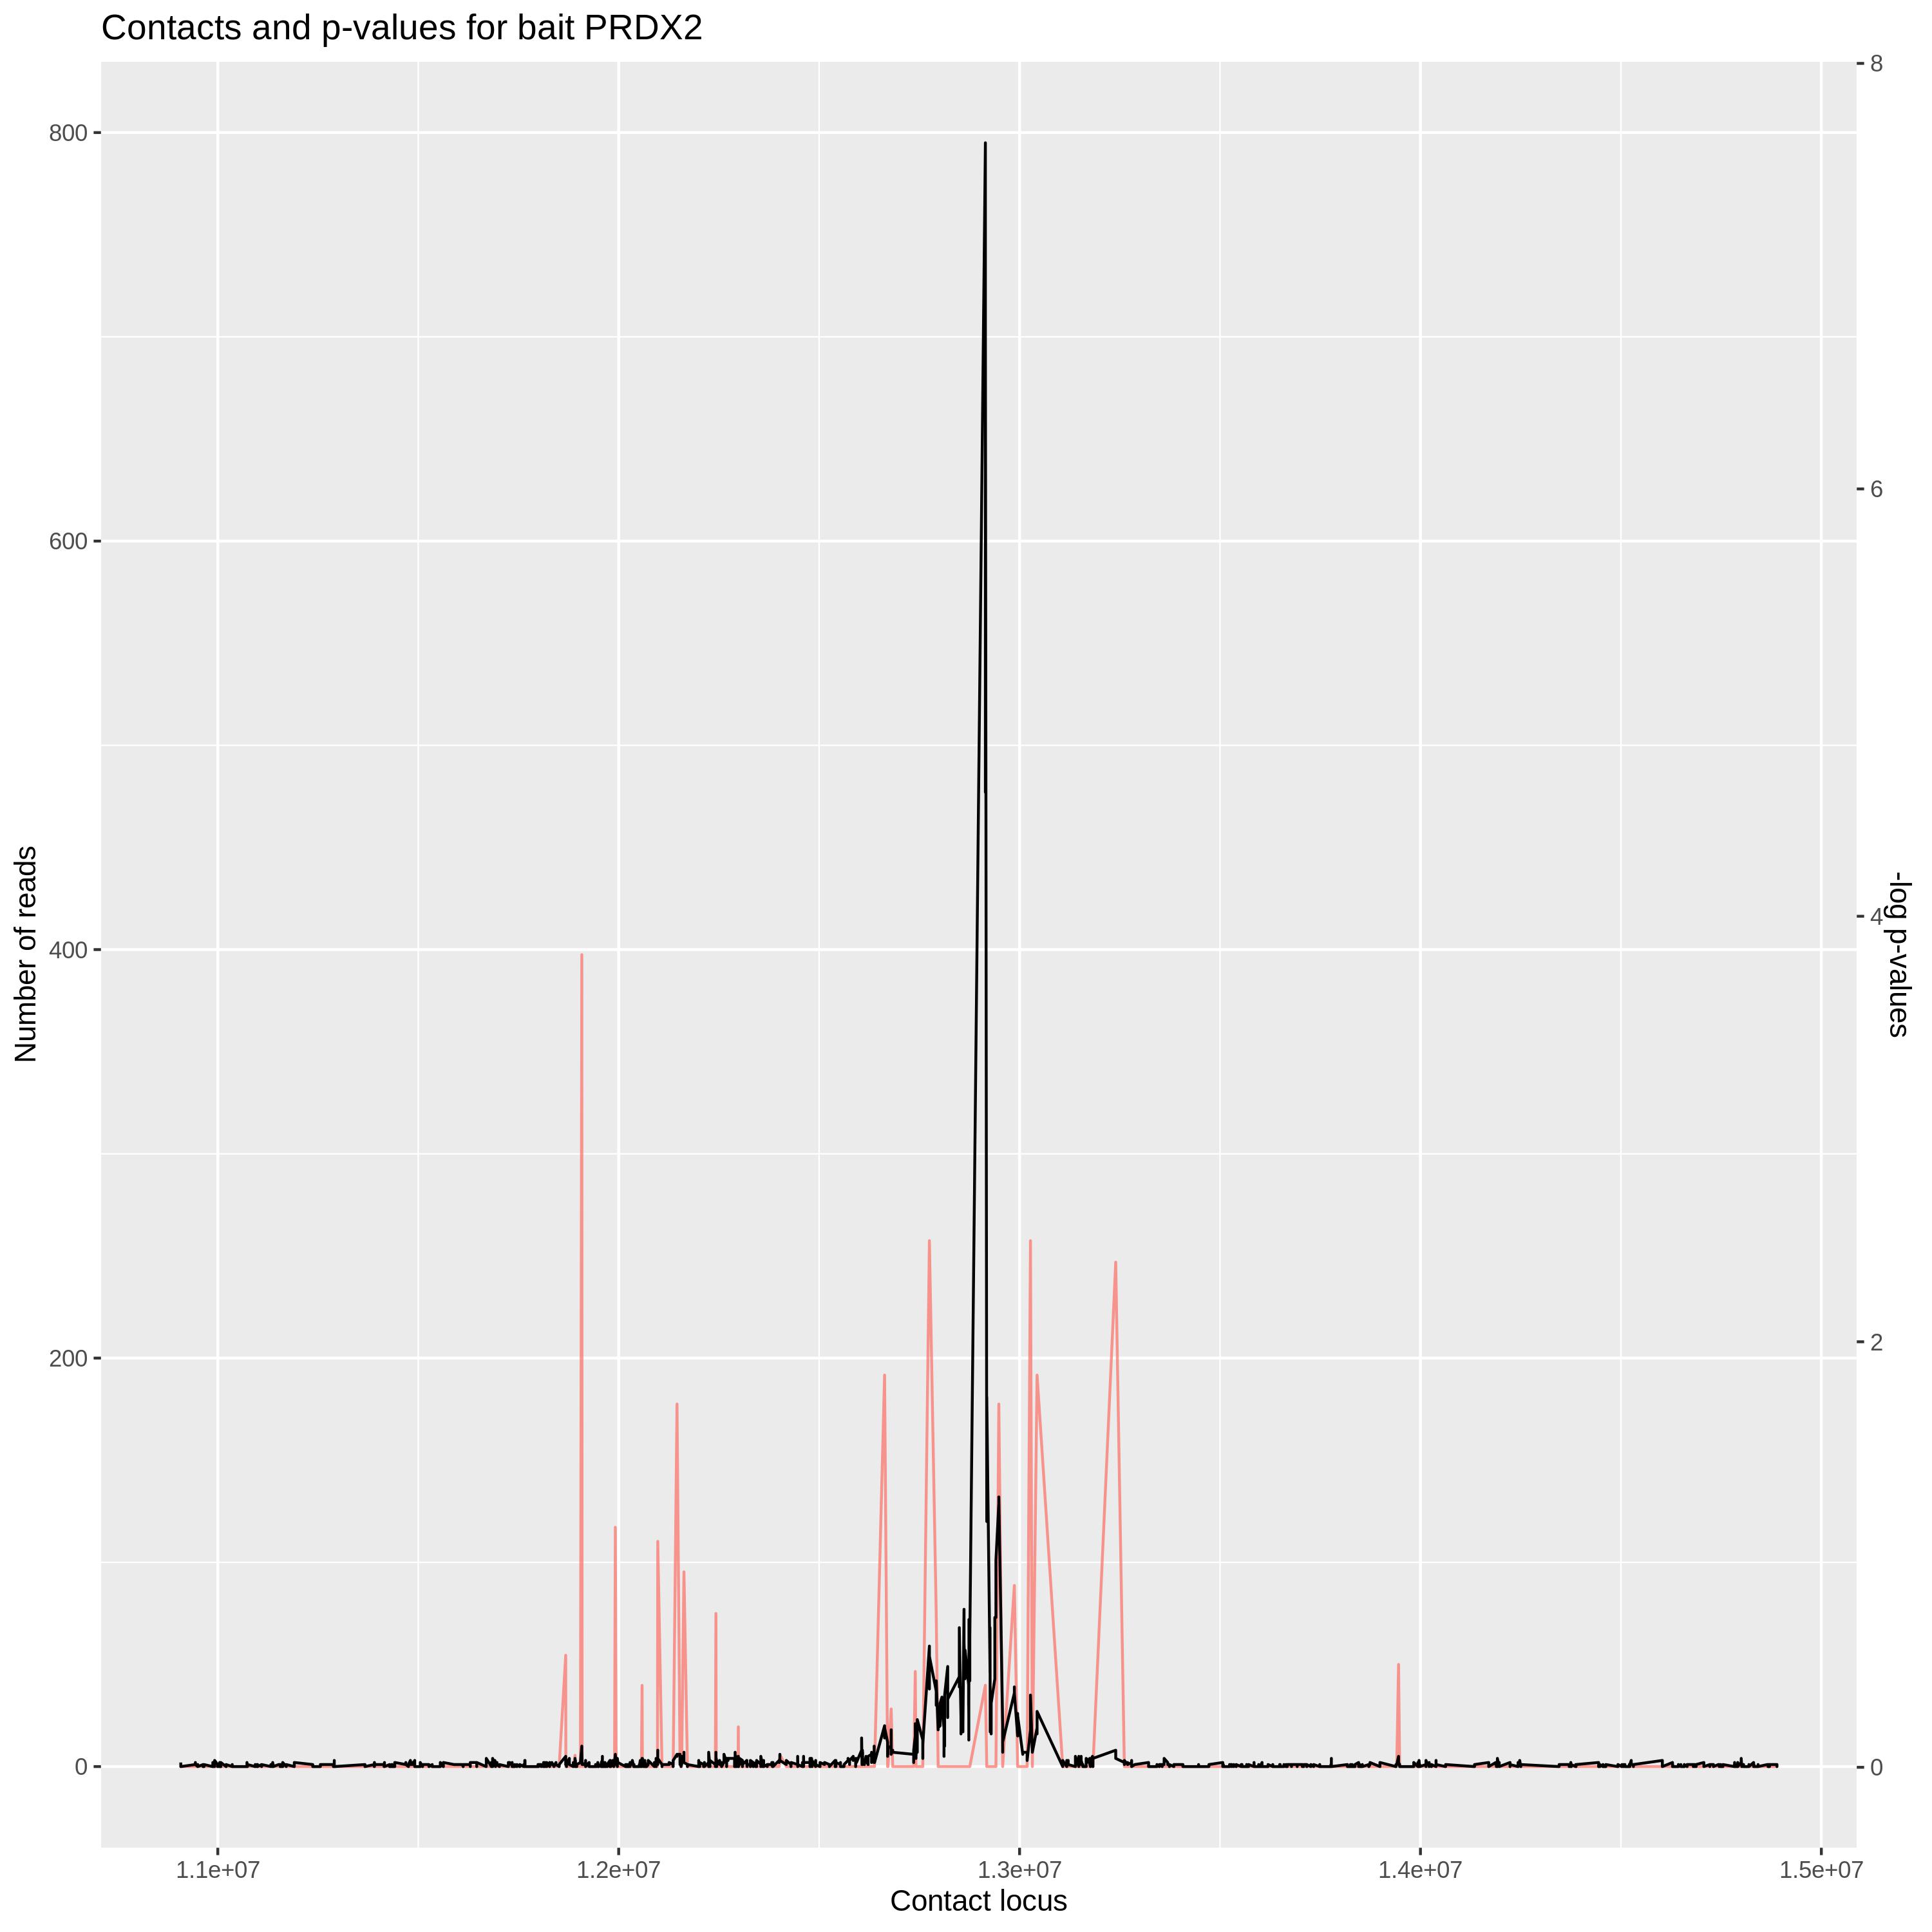 Contacts and p-values for bait PRDX2
800
600
400
200
0
Number of reads
8
6
4
2
0
-log p-values
1.1e+07
1.2e+07
1.3e+07
1.4e+07
1.5e+07
Contact locus